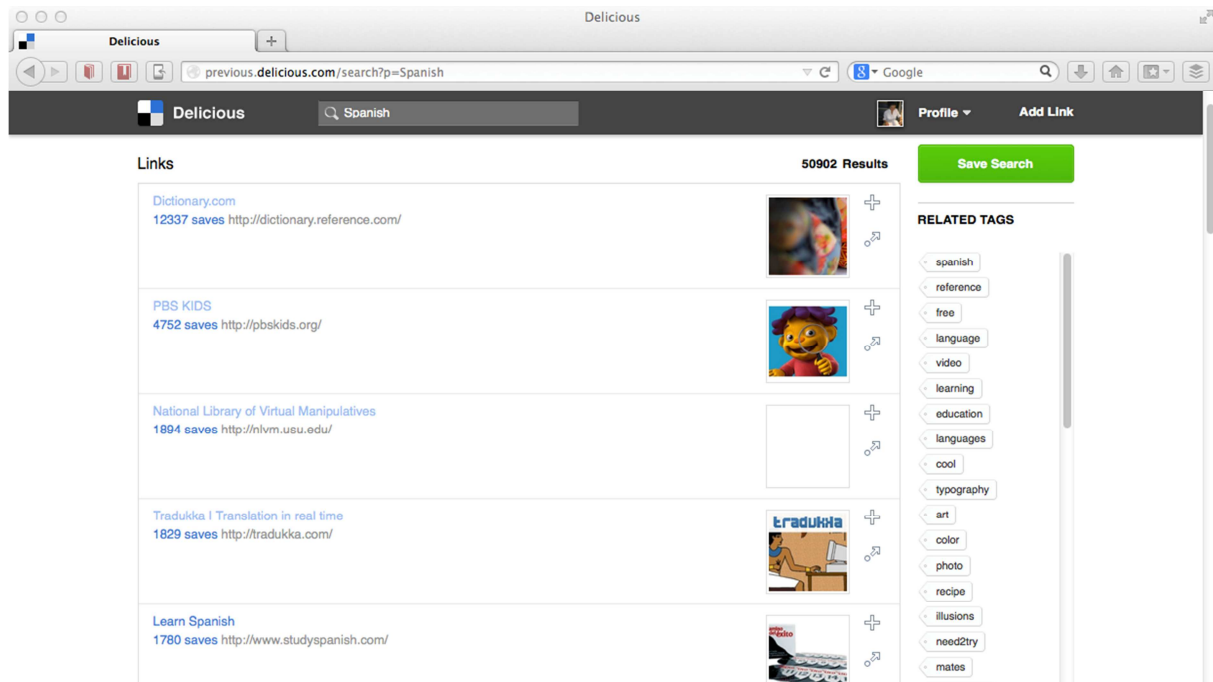 Delicious
Delicious
previous.delicious.com/search?p=Spanish
Google
Delicious
Spanish
Profile
Add Link
Links
50902 Results
Save Search
Dictionary.com
12337 saves http://dictionary.reference.com/
PBS KIDS
4752 saves http://pbskids.org/
National Library of Virtual Manipulatives
1894 saves http://nlvm.usu.edu/
Tradukka | Translation in real time
1829 saves http://tradukka.com/
tradukka
Learn Spanish
1780 saves http://www.studyspanish.com/
RELATED TAGS
spanish
reference
free
language
video
learning
education
languages
cool
typography
art
color
photo
recipe
illusions
need2try
mates